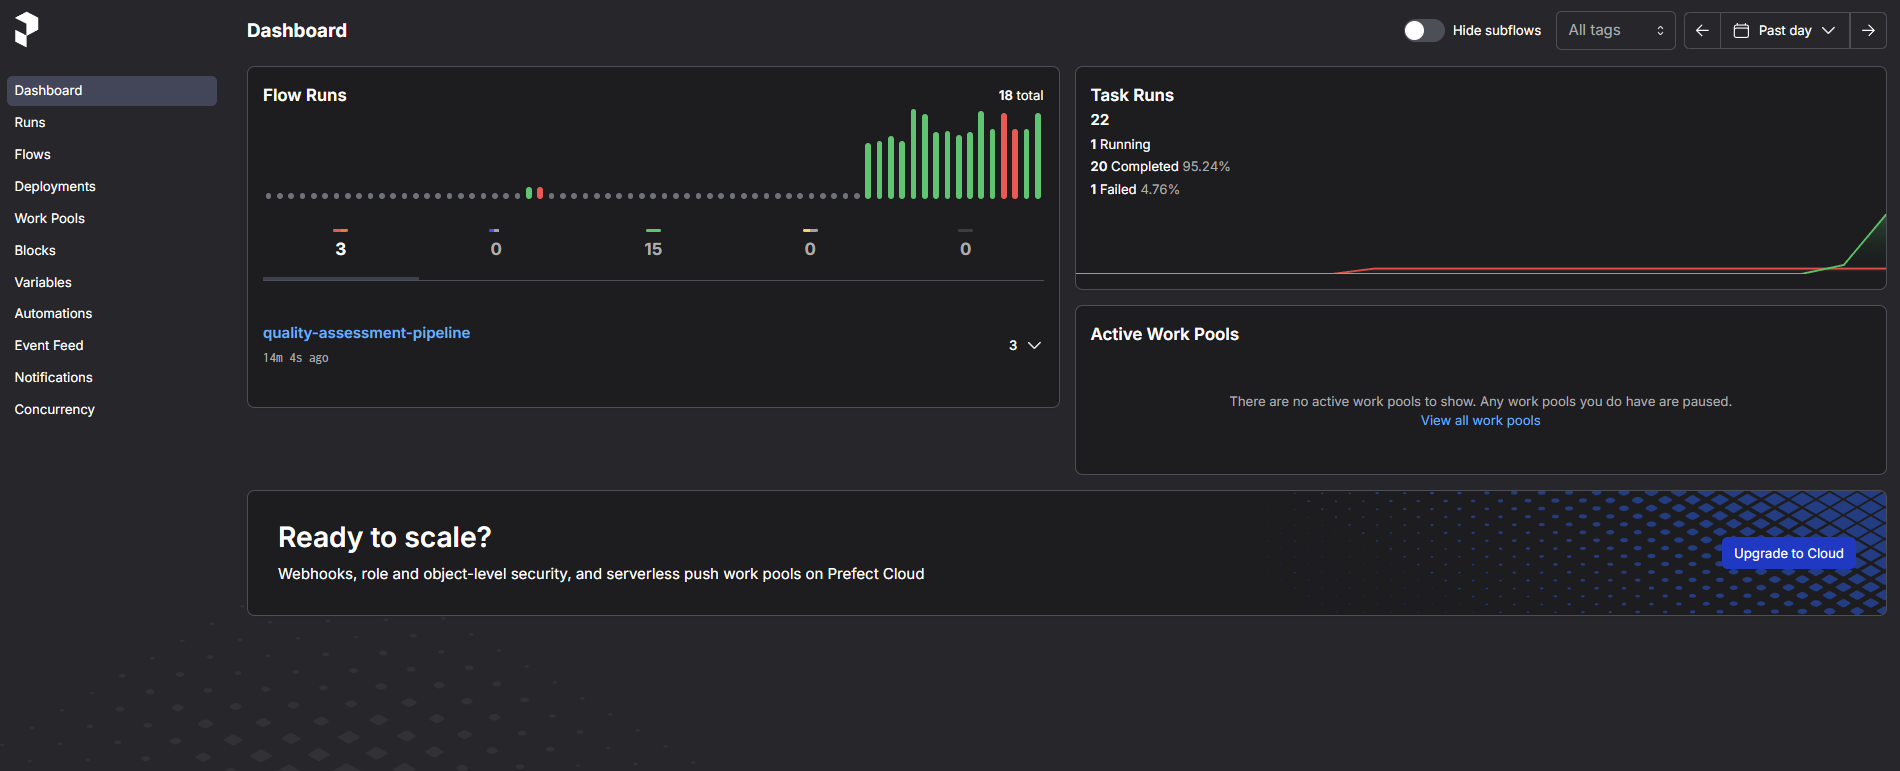 Dashboard
Hide subflows
All tags
Past day
Dashboard
Runs
Flows
Deployments
Work Pools
Blocks
Variables
Automations
Event Feed
Notifications
Concurrency
Flow Runs
18 total
3
0
15
0
0
quality-assessment-pipeline
14m 4s ago
3
Task Runs
22
1 Running
20 Completed 95.24%
1 Failed 4.76%
Active Work Pools
There are no active work pools to show. Any work pools you do have are paused.
View all work pools
Ready to scale?
Webhooks, role and object-level security, and serverless push work pools on Prefect Cloud
Upgrade to Cloud